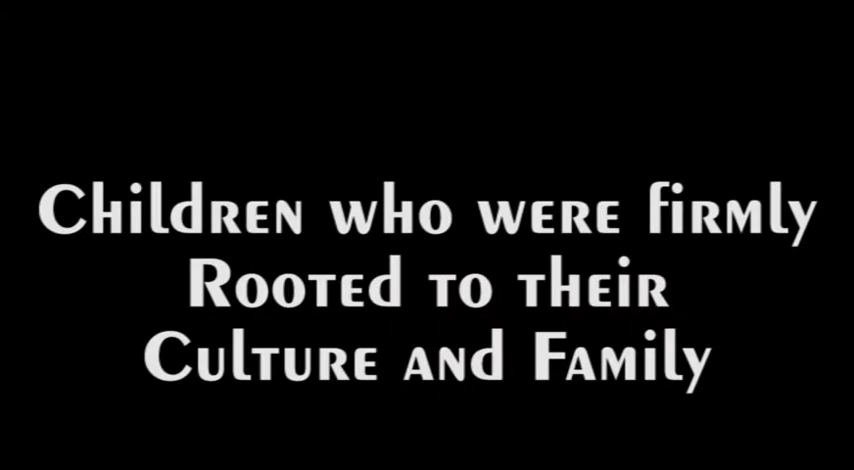 Children who were firmly
Rooted to their
Culture and Family